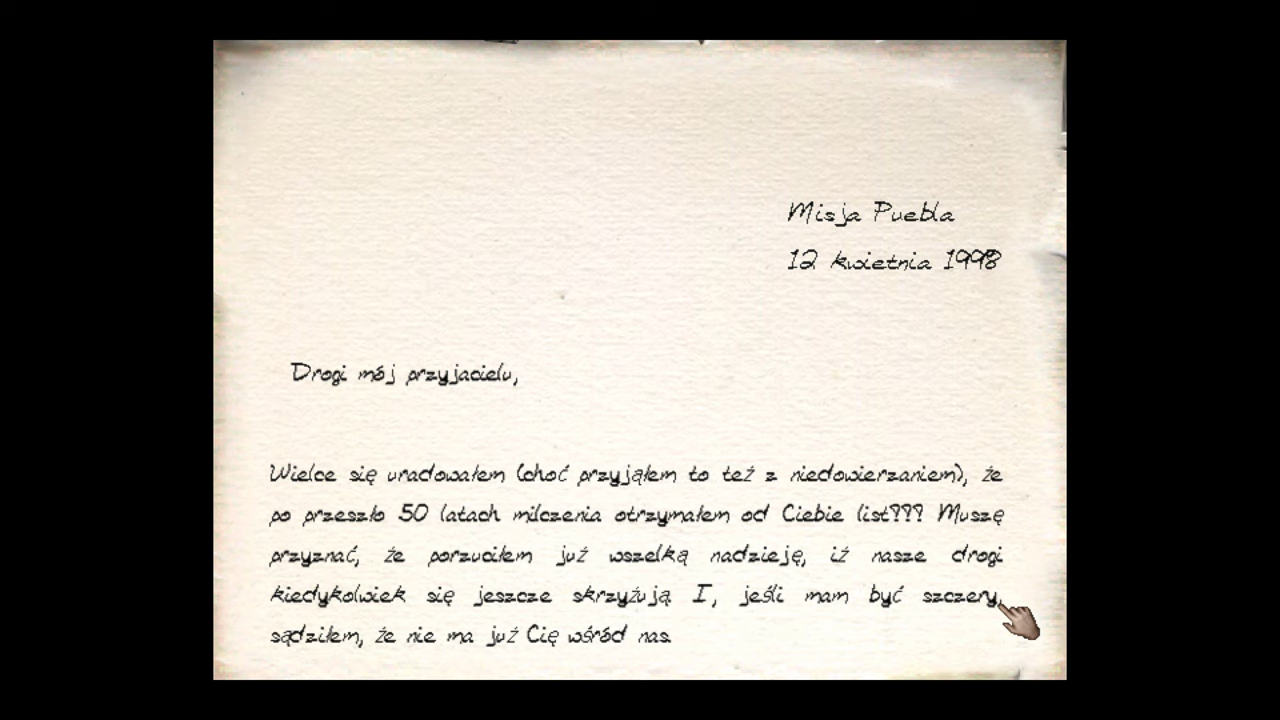 Misja Puebla
12 kwietnia 1998
Drogi mój przyjacielu,
Wielce się uradowałem (choć przyjąłem to też z niedowierzaniem), że
po przeszło 50 latach milczenia otrzymałem od Ciebie list??? Muszę
przyznać, że porzuciłem już wszelką nadzieję, iż nasze drogi
kiedykolwiek się jeszcze skrzyżują I, jeśli mam być szczery,
sądziłem, że nie ma już Cię wśród nas.